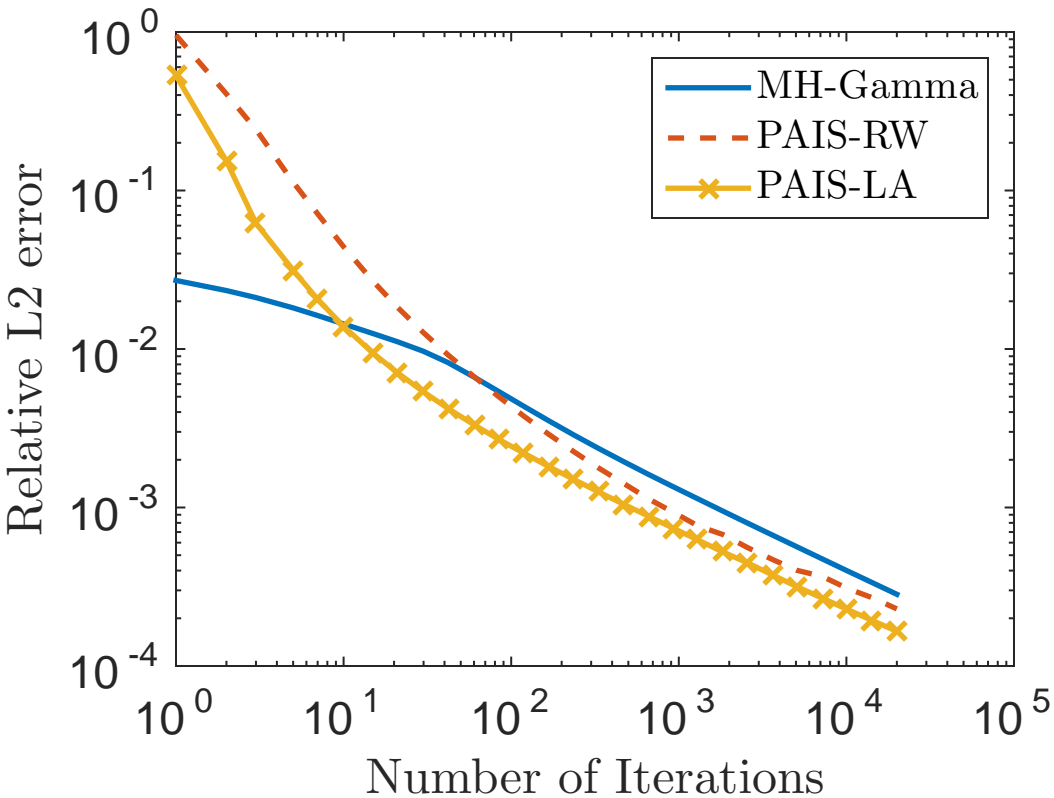 10^0
10^-1
10^-2
10^-3
10^-4
Relative L2 error
MH-Gamma
PAIS-RW
PAIS-LA
10^0 10^1 10^2 10^3 10^4 10^5
Number of Iterations